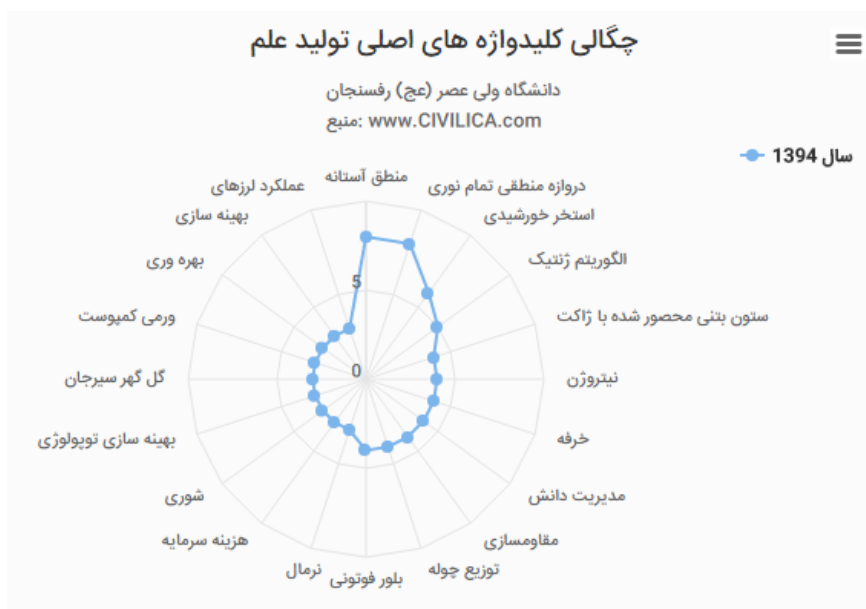 چگالی کلیدواژه های اصلی تولید علم
دانشگاه ولی عصر (عج) رفسنجان
منبع: www.CIVILICA.com
سال 1394
منطق آستانه
دروازه منطقی تمام نوری
استخر خورشیدی
الگوریتم ژنتیک
ستون بتنی محصور شده با ژاکت
نیتروژن
خرفه
مدیریت دانش
مقاومسازی
توزیع چوله
بلور فوتونی
نرمال
هزینه سرمایه
شوری
بهینه سازی توپولوژی
گل گهر سیرجان
ورمی کمپوست
بهره وری
بهینه سازی
عملکرد لرزهای
5
0